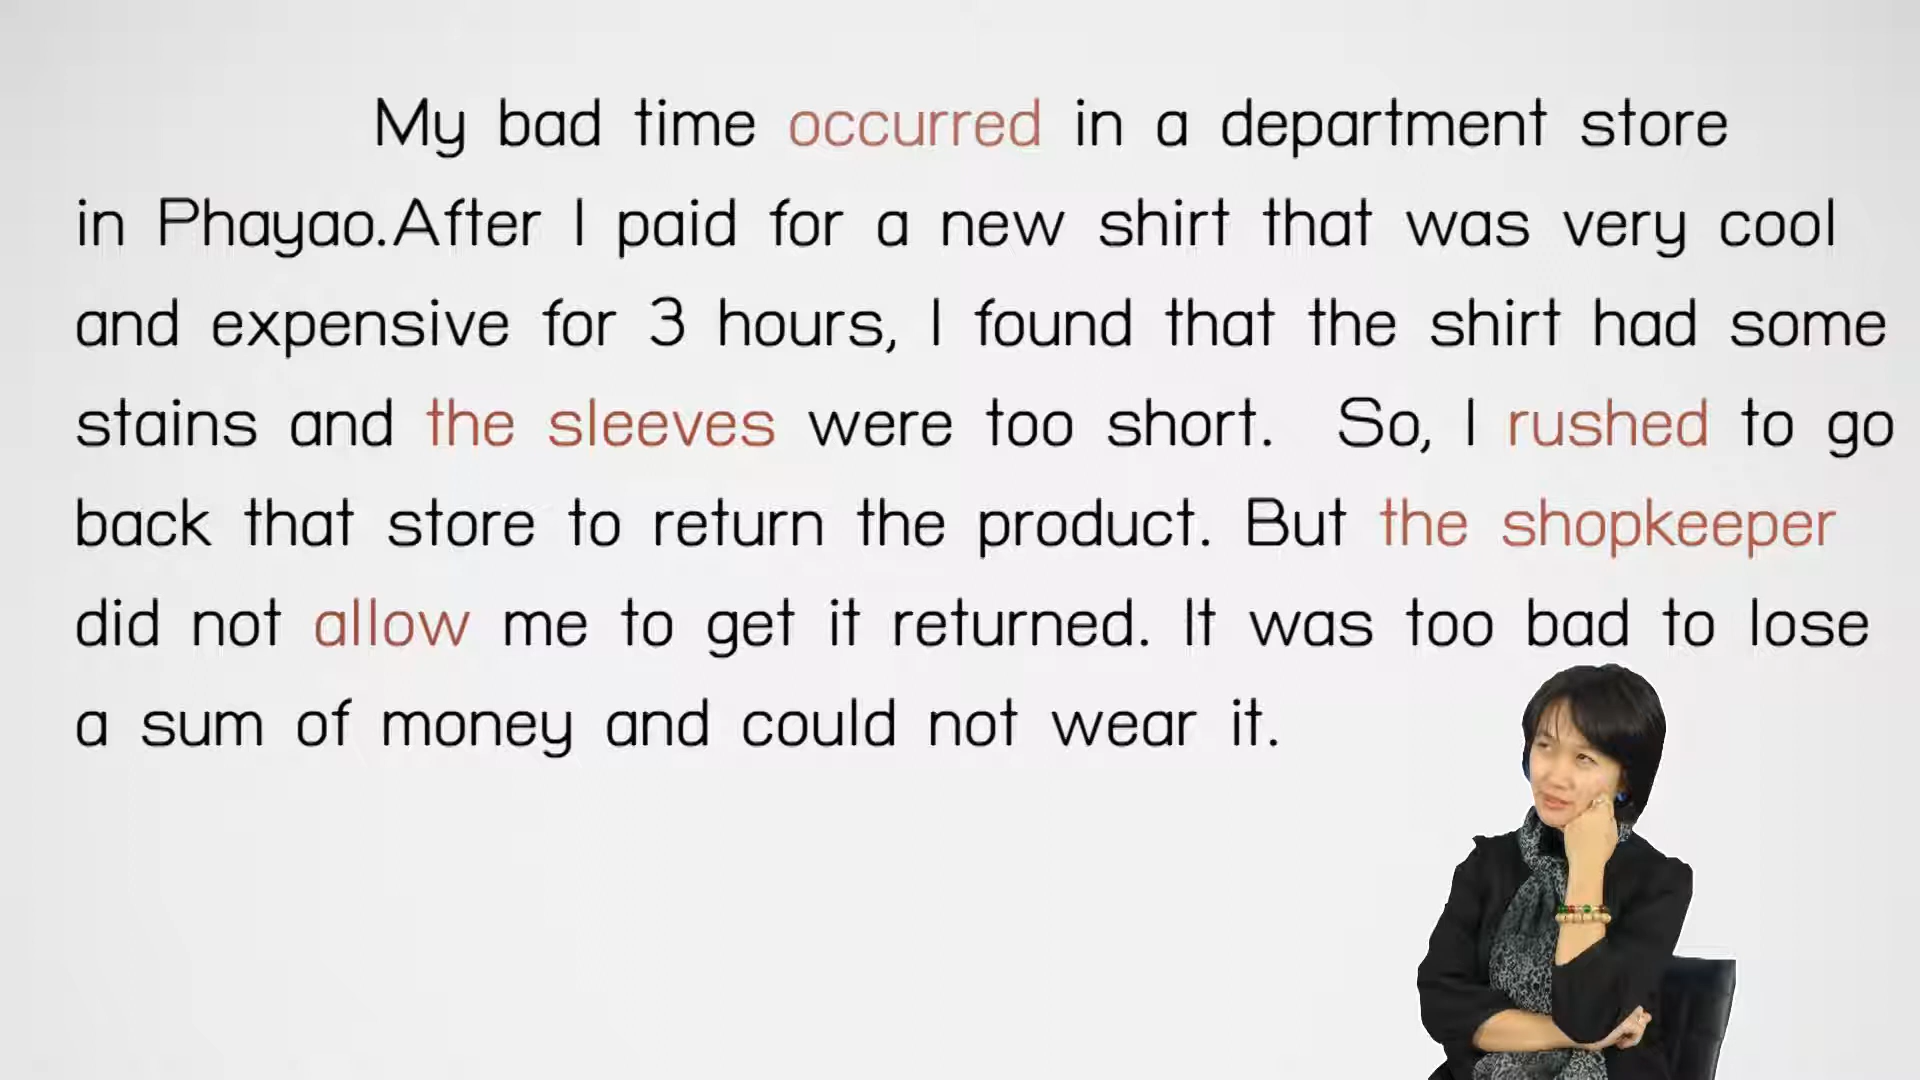 My bad time occurred in a department store
in Phayao.After I paid for a new shirt that was very cool
and expensive for 3 hours, I found that the shirt had some
stains and the sleeves were too short. So, I rushed to go
back that store to return the product. But the shopkeeper
did not allow me to get it returned. It was too bad to lose
a sum of money and could not wear it.